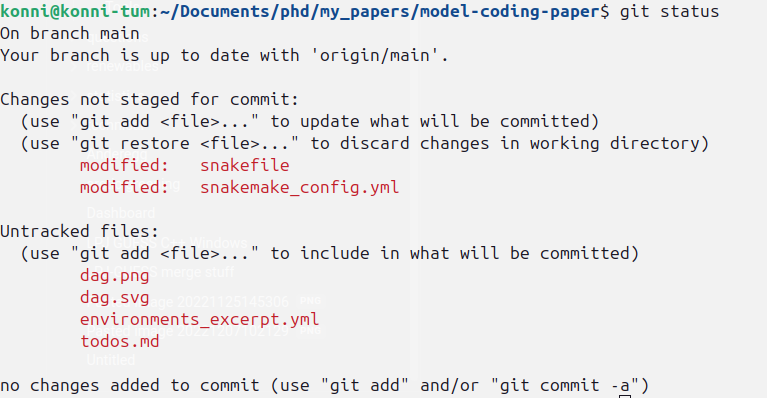 konni@konni-tum:~/Documents/phd/my_papers/model-coding-paper$ git status
On branch main
Your branch is up to date with 'origin/main'.
Changes not staged for commit:
(use "git add <file>..." to update what will be committed)
(use "git restore <file>..." to discard changes in working directory)
modified: snakefile
modified: snakemake_config.yml
Dashboard
Untracked files:
(use "git add <file>..." to include in what will be committed)
dag.png
merge stuff
dag.svg
environments_excerpt.yml
todos.md
Untitled
no changes added to commit (use "git add" and/or "git commit -a")